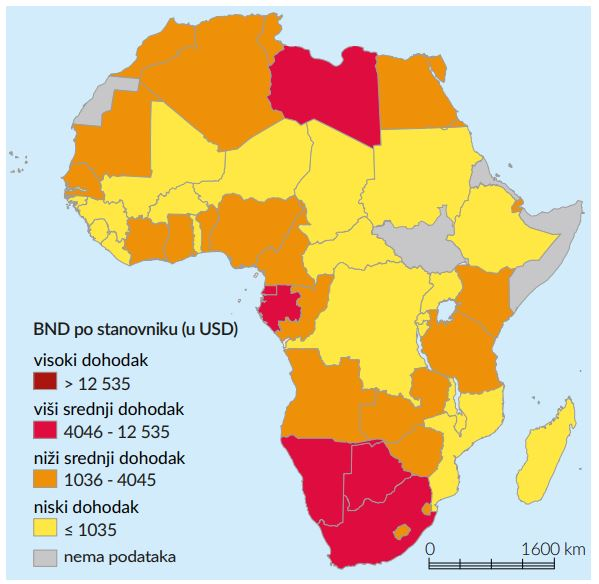 BND po stanovniku (u USD)
visoki dohodak
> 12 535
viši srednji dohodak
4046 - 12 535
niži srednji dohodak
1036 - 4045
niski dohodak
≤ 1035
nema podataka
0 1600 km